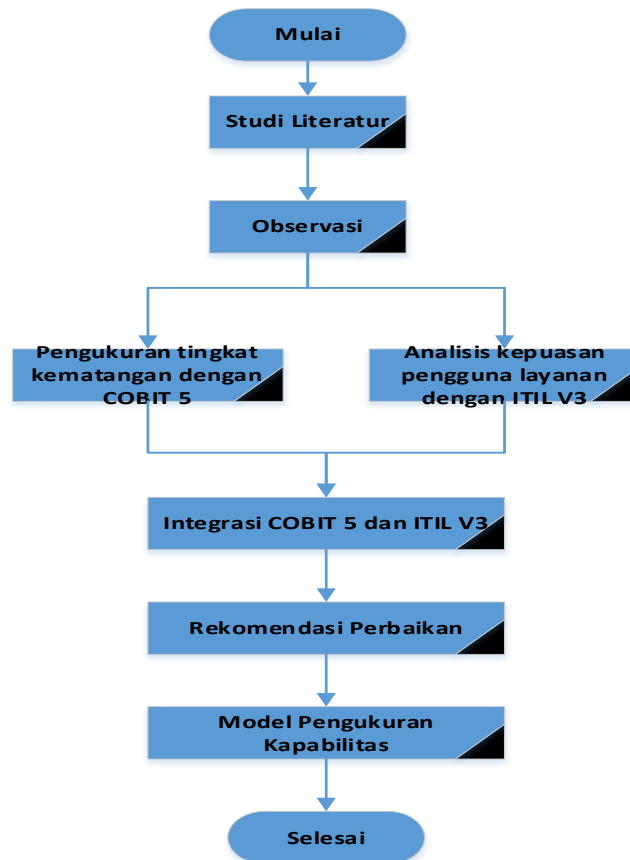 Mulai
Studi Literatur
Observasi
Pengukuran tingkat
kematangan dengan
COBIT 5
Analisis kepuasan
pengguna layanan
dengan ITIL V3
Integrasi COBIT 5 dan ITIL V3
Rekomendasi Perbaikan
Model Pengukuran
Kapabilitas
Selesai